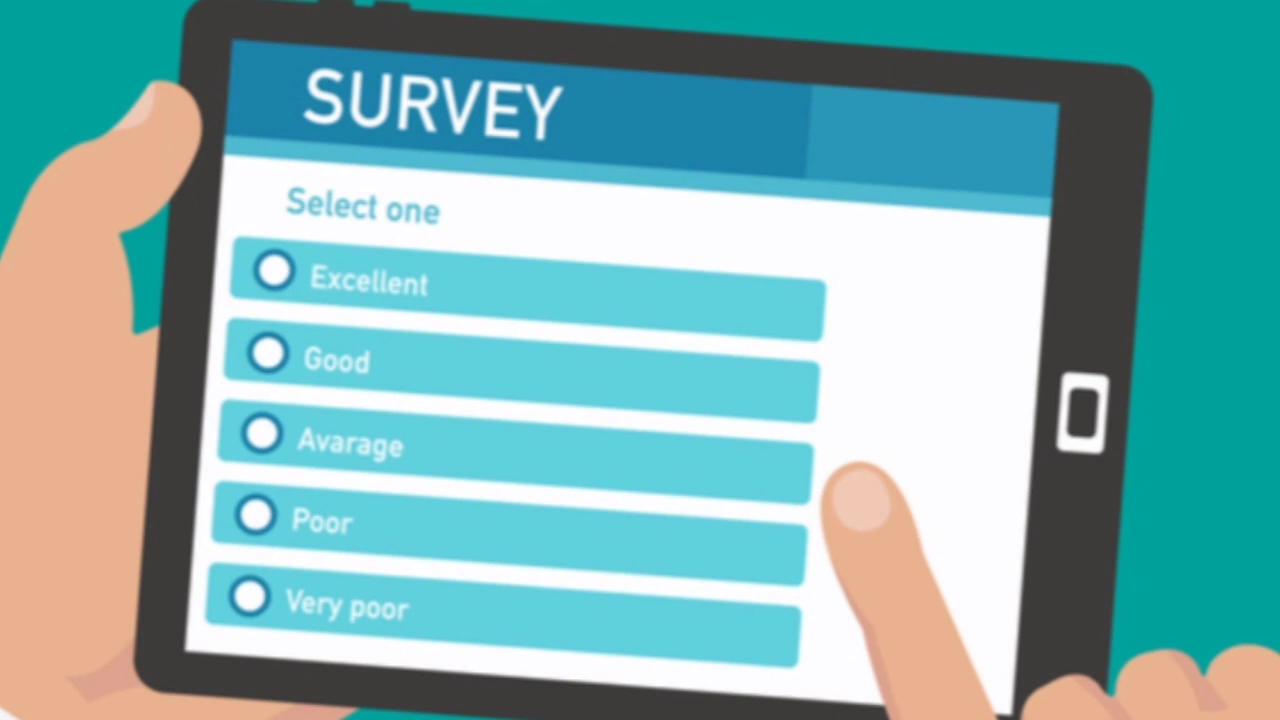 SURVEY
Select one
Excellent
Good
Avarage
Poor
Very poor